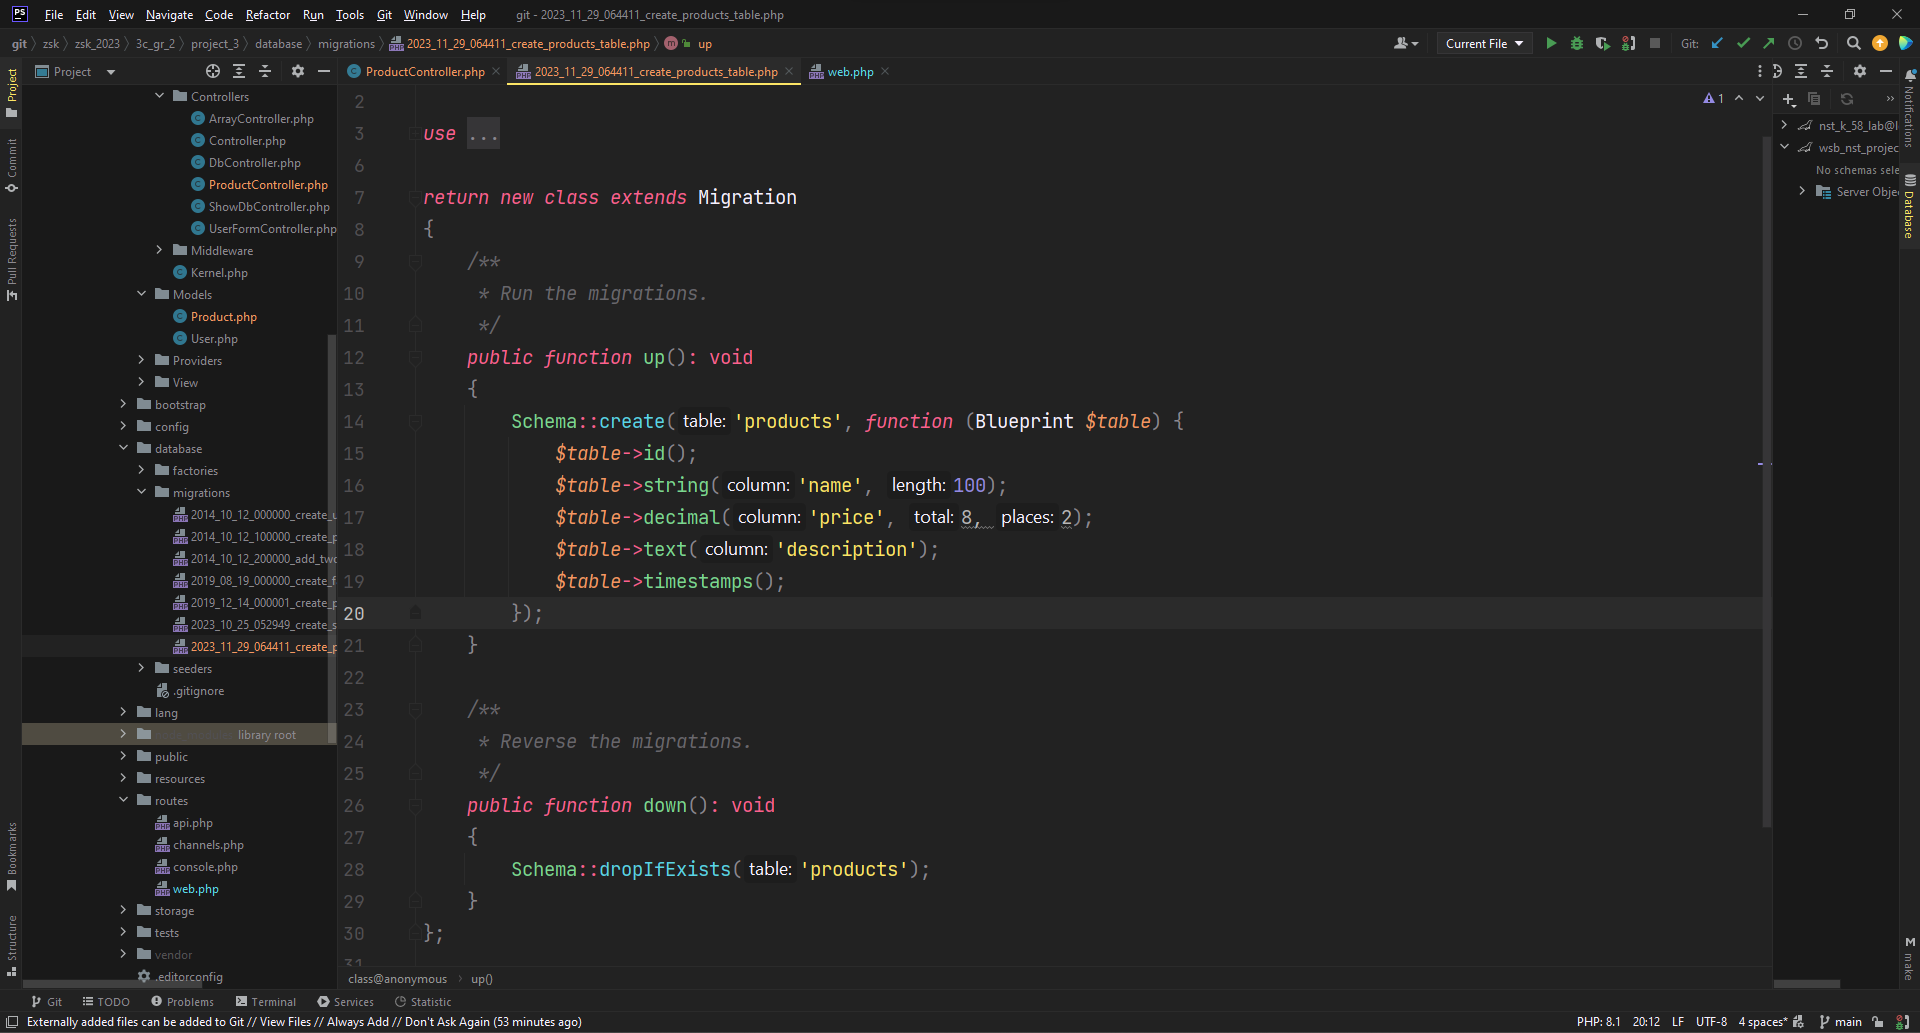 PS File Edit View Navigate Code Refactor Run Tools Git Window Help git - 2023_11_29_064411_create_products_table.php
git zsk zsk_2023 3c_gr_2 project_3 database migrations 2023_11_29_064411_create_products_table.php m up Current File Git:
Project ProductController.php 2023_11_29_064411_create_products_table.php web.php
Project
Commit
Pull Requests
Bookmarks
Structure
Controllers
ArrayController.php
Controller.php
DbController.php
ProductController.php
ShowDbController.php
UserFormController.php
Middleware
Kernel.php
Models
Product.php
User.php
Providers
View
bootstrap
config
database
factories
migrations
2014_10_12_000000_create_u
2014_10_12_100000_create_p
2014_10_12_200000_add_two
2019_08_19_000000_create_f
2019_12_14_000001_create_p
2023_10_25_052949_create_s
2023_11_29_064411_create_p
seeders
.gitignore
lang
library root
public
resources
routes
api.php
channels.php
console.php
web.php
storage
tests
vendor
.editorconfig
2
3 use ...
6
7 return new class extends Migration
8 {
9 /**
10 * Run the migrations.
11 */
12 public function up(): void
13 {
14 Schema::create( table: 'products', function (Blueprint $table) {
15 $table->id();
16 $table->string( column: 'name', length: 100);
17 $table->decimal( column: 'price', total: 8, places: 2);
18 $table->text( column: 'description');
19 $table->timestamps();
20 });
21 }
22
23 /**
24 * Reverse the migrations.
25 */
26 public function down(): void
27 {
28 Schema::dropIfExists( table: 'products');
29 }
30 };
31
1
nst_k_58_lab@l
wsb_nst_projec
No schemas sele
Server Obje
Notifications
Database
M make
class@anonymous up()
Git TODO Problems Terminal Services Statistic
Externally added files can be added to Git // View Files // Always Add // Don't Ask Again (53 minutes ago) PHP: 8.1 20:12 LF UTF-8 4 spaces* main